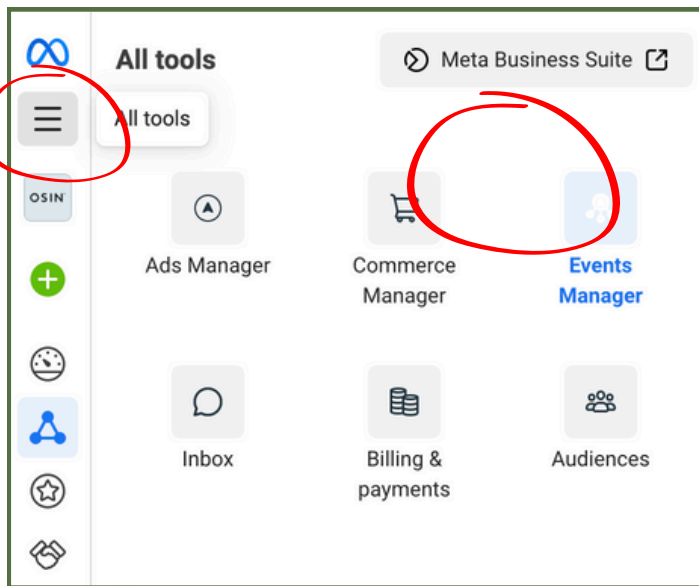 All tools
Meta Business Suite
All tools
OSIN
Ads Manager
Commerce
Manager
Events
Manager
Inbox
Billing &
payments
Audiences